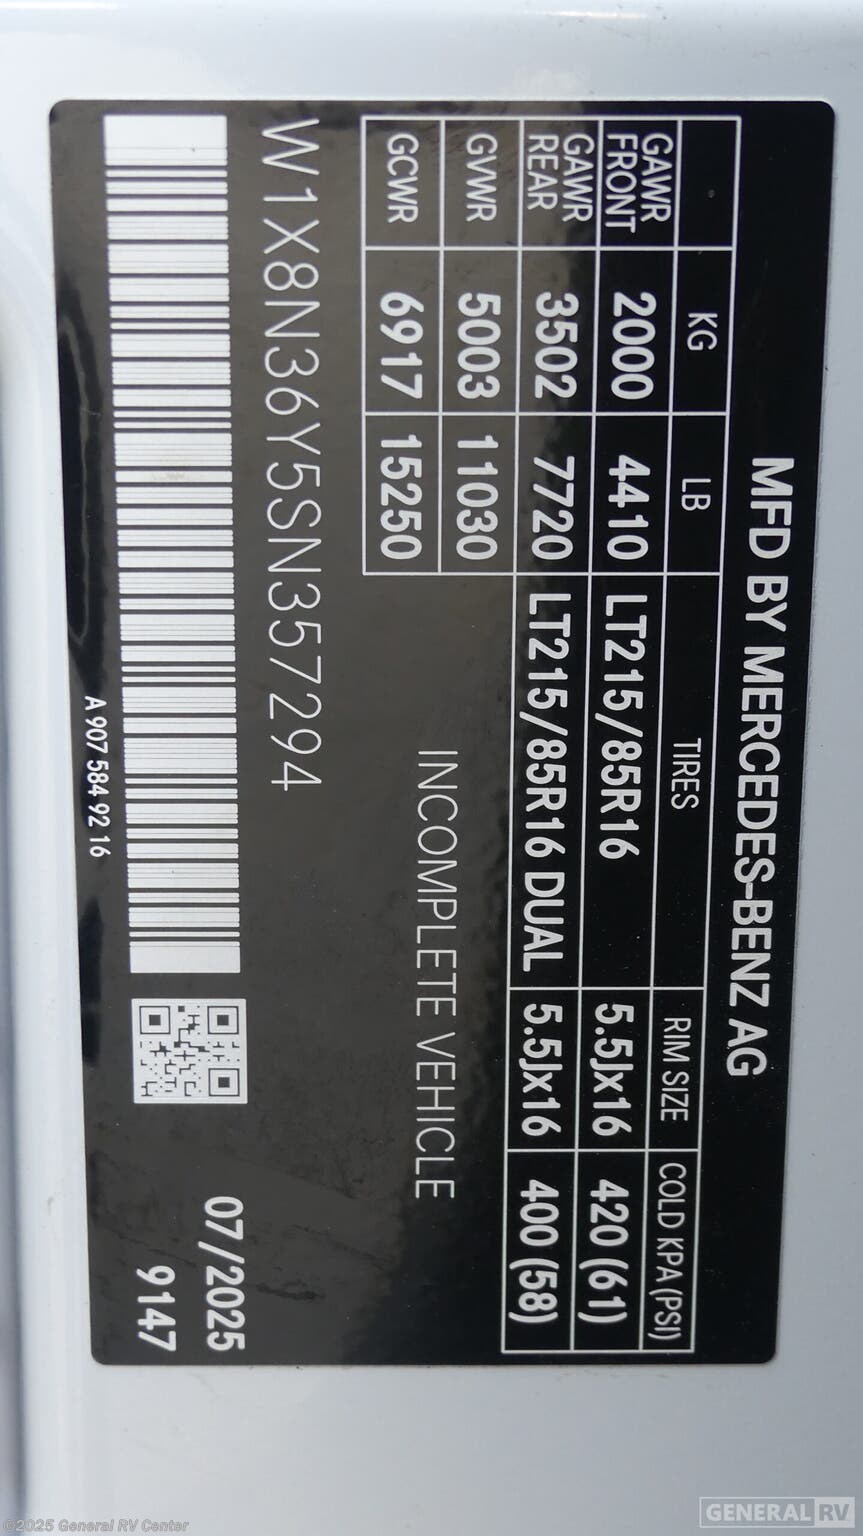 MFD BY MERCEDES-BENZ AG
KG LB TIRES RIM SIZE COLD KPA (PSI)
GAWR FRONT 2000 4410 LT215/85R16 5.5Jx16 420 (61)
GAWR REAR 3502 7720 LT215/85R16 DUAL 5.5Jx16 400 (58)
GVWR 5003 11030
GCWR 6917 15250
INCOMPLETE VEHICLE
W1X8N36Y5SN357294
07/2025
9147
A 907 584 92 16
©2025 General RV Center
GENERAL RV